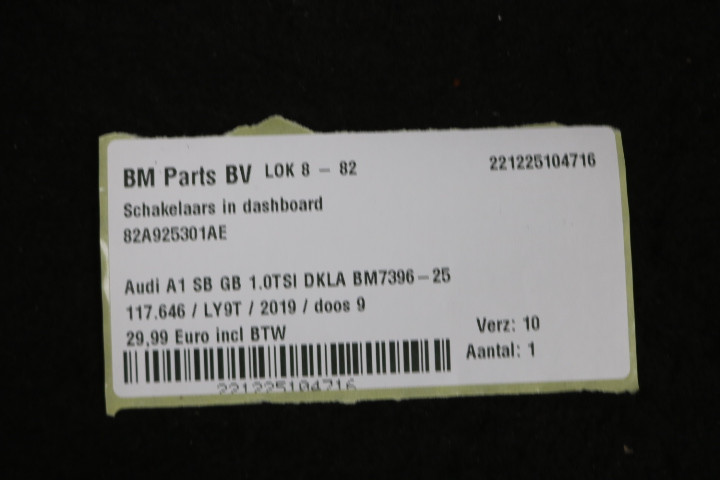 BM Parts BV LOK 8 - 82 221225104716
Schakelaars in dashboard
82A925301AE
Audi A1 SB GB 1.0TSI DKLA BM7396-25
117.646 / LY9T / 2019 / doos 9
29,99 Euro incl BTW
Verz: 10
Aantal: 1
221225104716